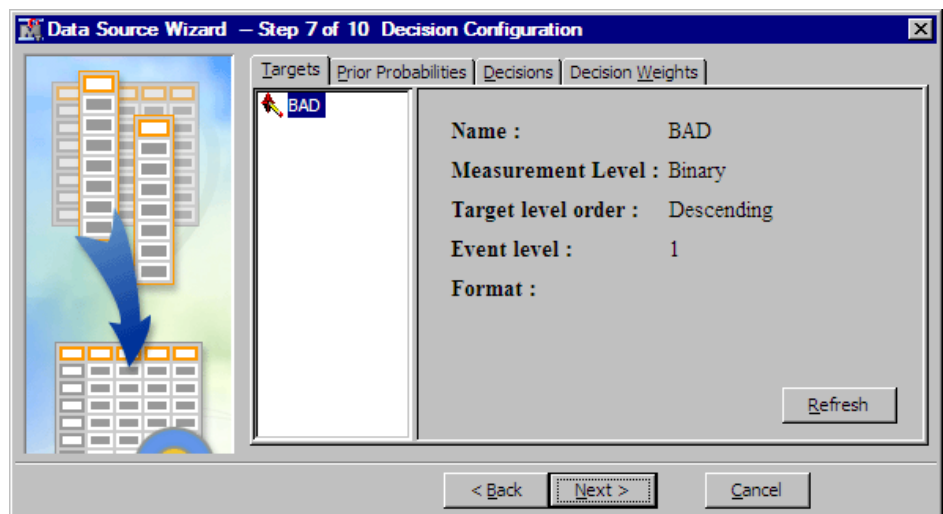 Data Source Wizard – Step 7 of 10 Decision Configuration
Targets Prior Probabilities Decisions Decision Weights
BAD
Name : BAD
Measurement Level : Binary
Target level order : Descending
Event level : 1
Format :
Refresh
< Back Next > Cancel